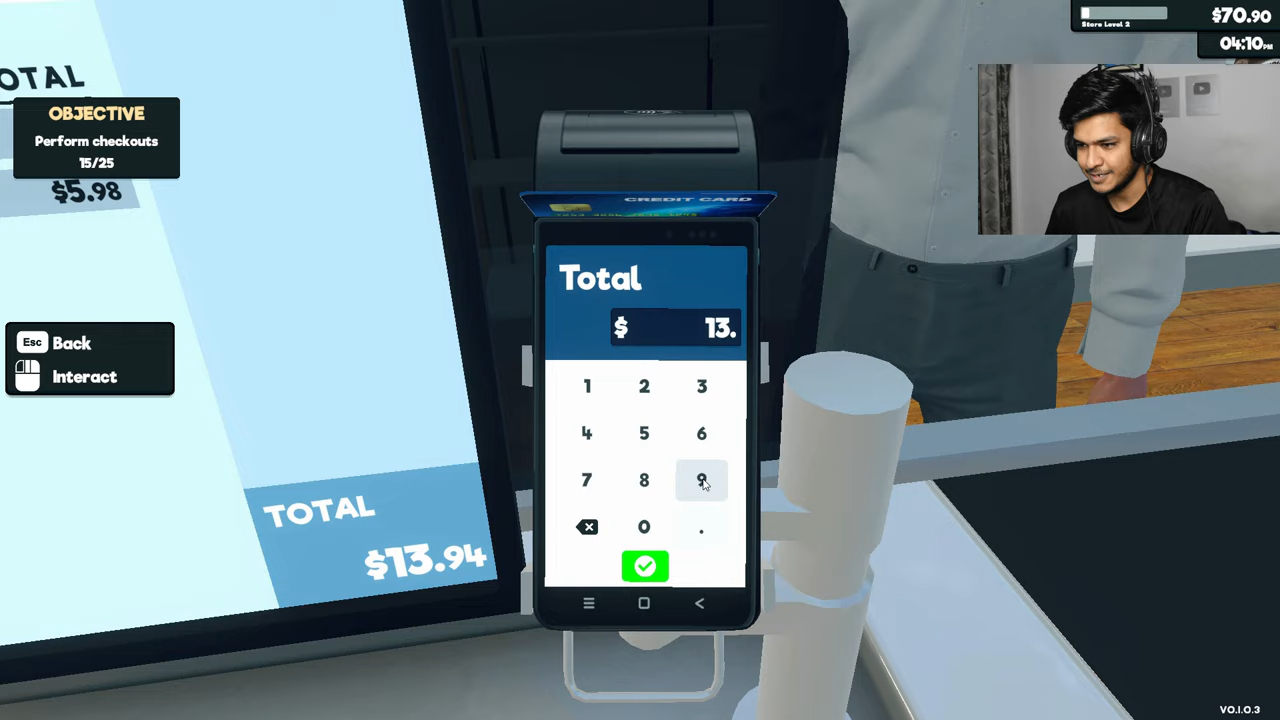 $70.90
Store Level 2
04:10PM
OTAL
OBJECTIVE
Perform checkouts
15/25
$5.98
CREDIT CARD
Total
$ 13.
Esc Back
Interact
1 2 3
4 5 6
7 8 9
0 .
TOTAL
$13.94
V0.1.0.3